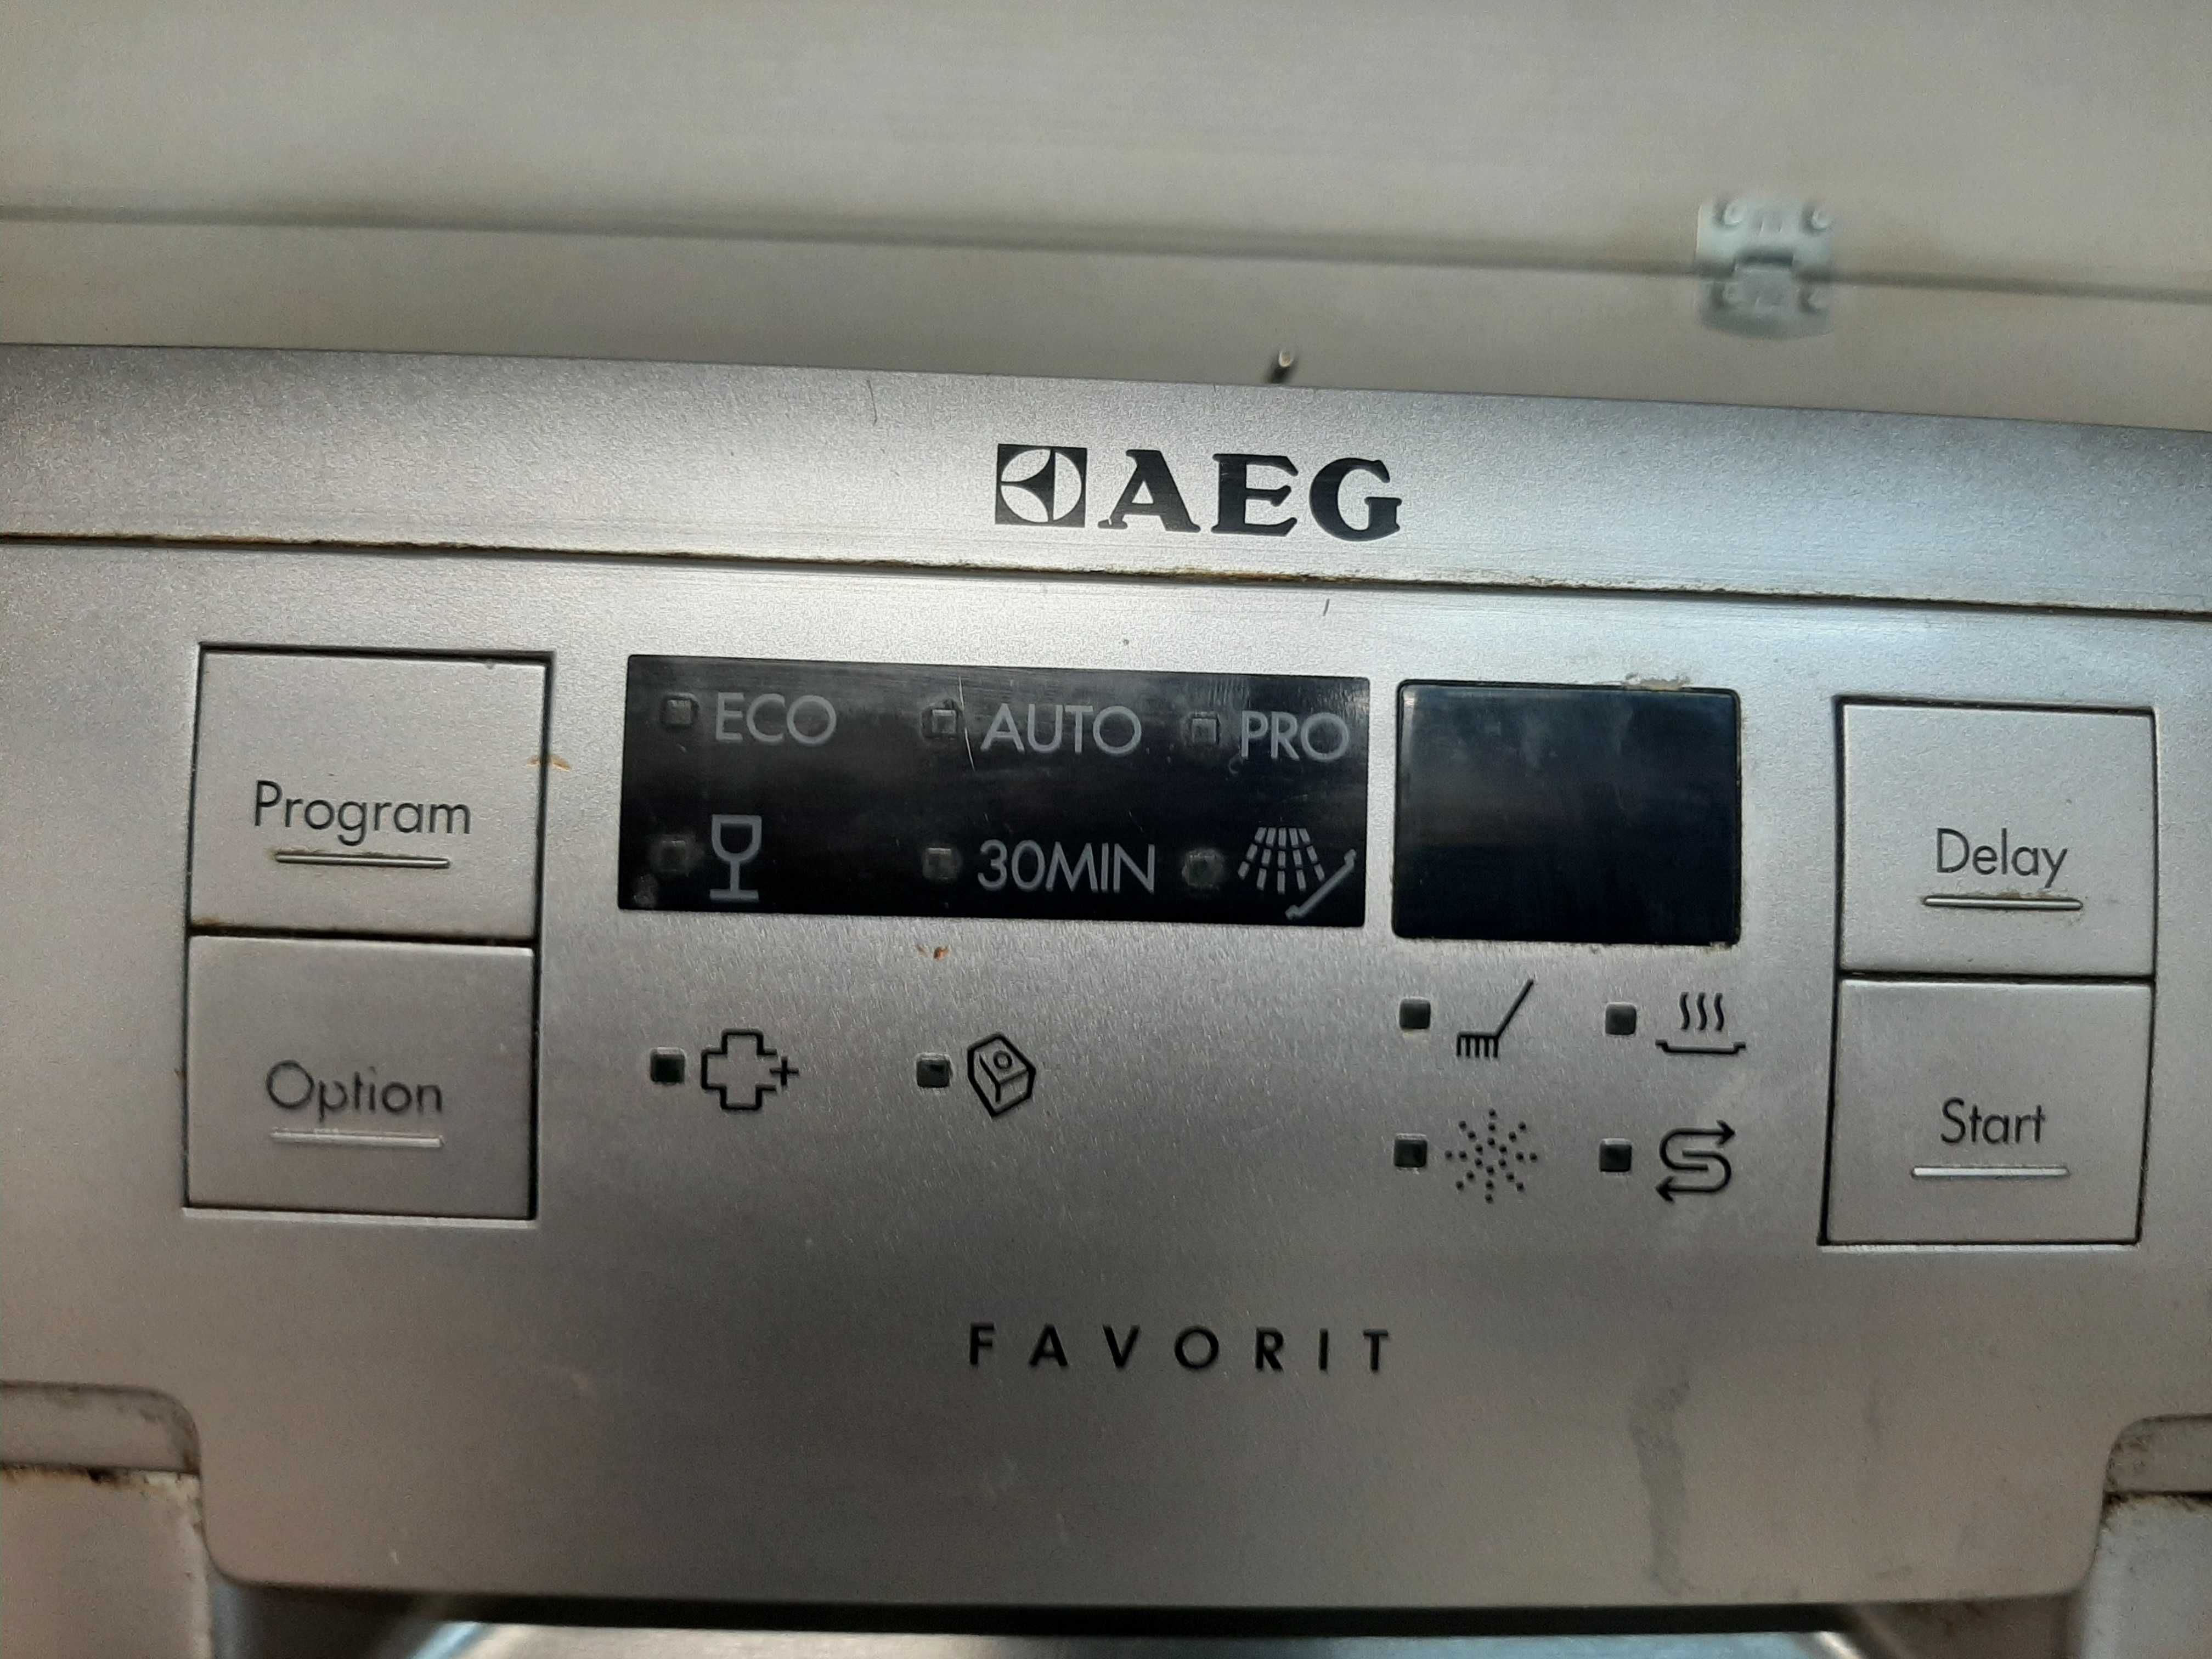 AEG
Program
ECO AUTO PRO
30MIN
Delay
Option
Start
FAVORIT